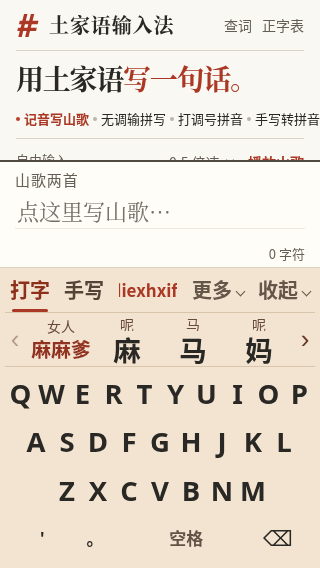 # 土家语输入法 查词 正字表
用土家语写一句话。
• 记音写山歌 • 无调输拼写 • 打调号拼音 • 手写转拼音
山歌两首
点这里写山歌…
0 字符
打字 手写 liexhxif 更多 收起
‹ 女人 呢 马 呢 ›
麻麻爹 麻 马 妈
Q W E R T Y U I O P
A S D F G H J K L
Z X C V B N M
' 。 空格 ⌫